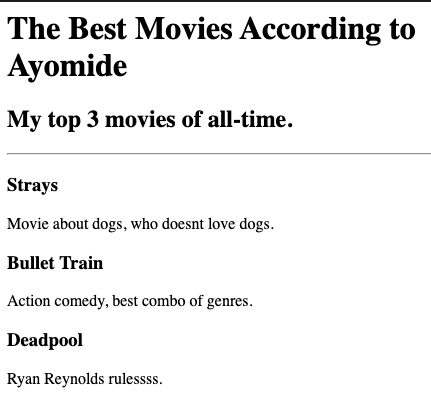 The Best Movies According to
Ayomide
My top 3 movies of all-time.
Strays
Movie about dogs, who doesnt love dogs.
Bullet Train
Action comedy, best combo of genres.
Deadpool
Ryan Reynolds rulessss.